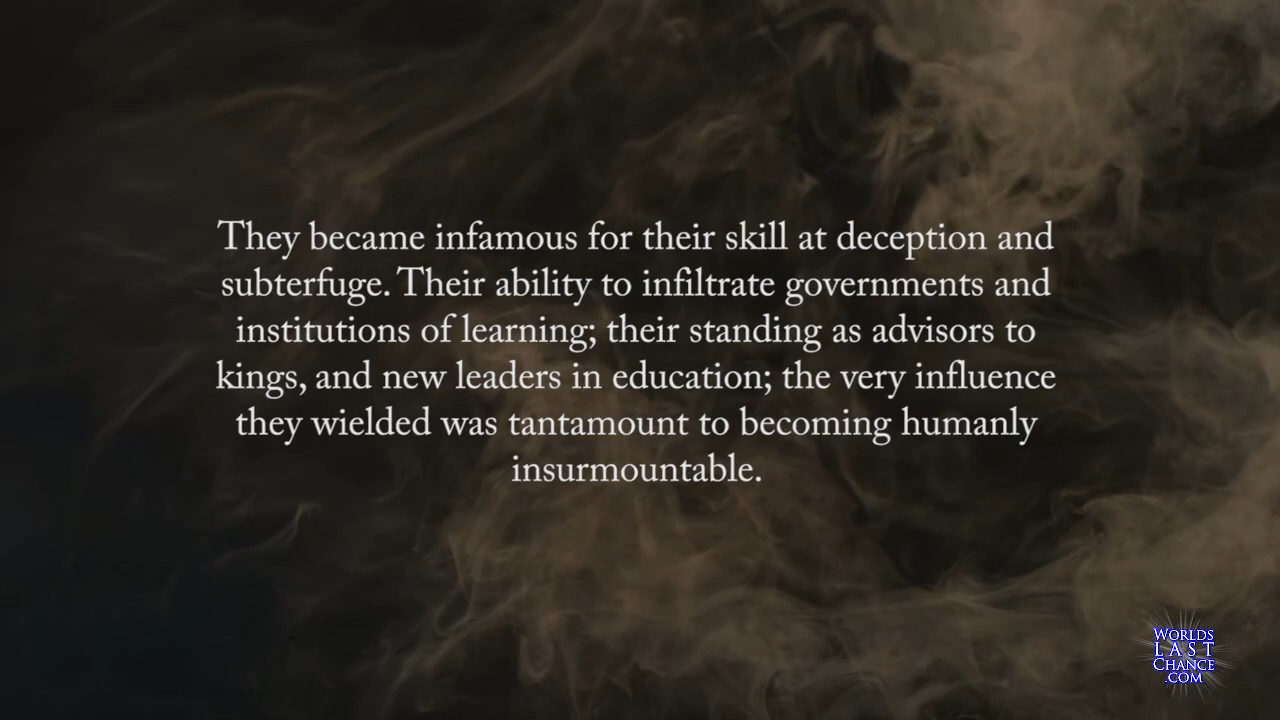 They became infamous for their skill at deception and
subterfuge. Their ability to infiltrate governments and
institutions of learning; their standing as advisors to
kings, and new leaders in education; the very influence
they wielded was tantamount to becoming humanly
insurmountable.
WORLDS
LAST
CHANCE
.COM